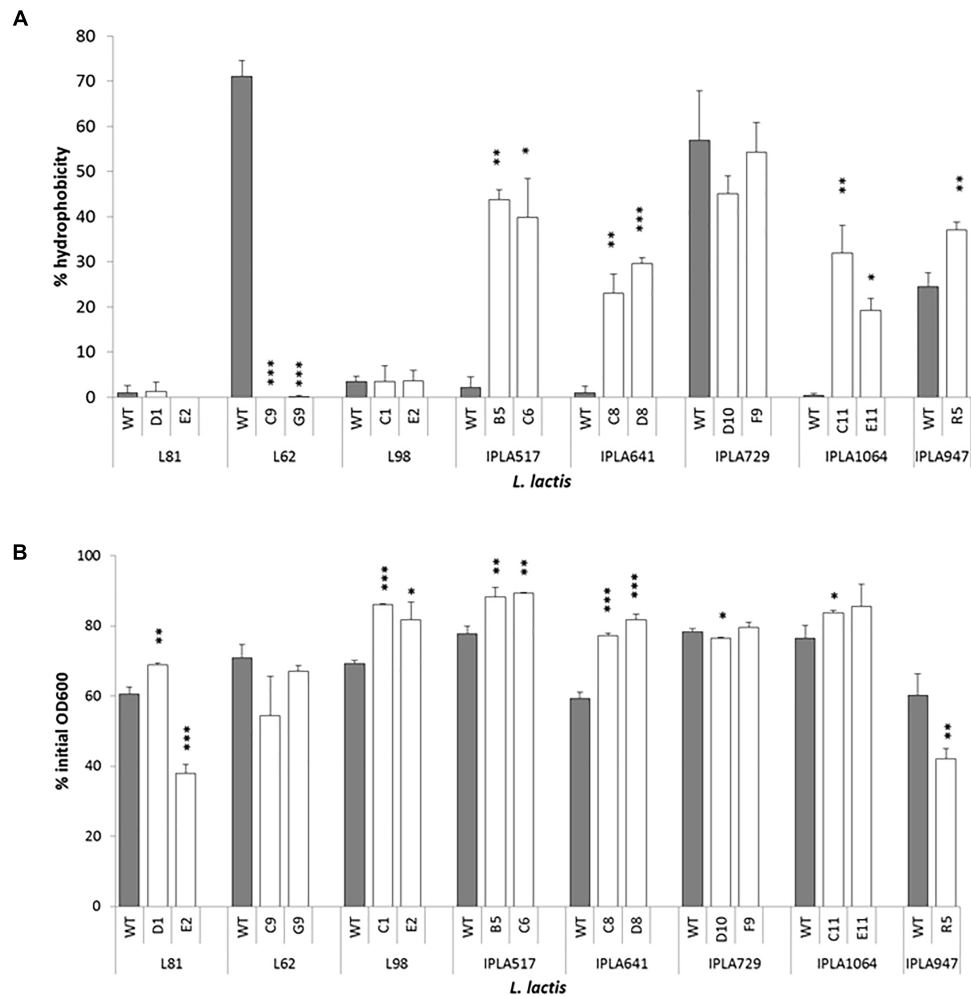 A
80
70
60
50
40
30
20
10
0
% hydrophobicity
*** *** ** * ** *** ** * **
WT D1 E2 WT C9 G9 WT C1 E2 WT B5 C6 WT C8 D8 WT D10 F9 WT C11 E11 WT R5
L81 L62 L98 IPLA517 IPLA641 IPLA729 IPLA1064 IPLA947
L. lactis
B
100
80
60
40
20
0
% initial OD600
** *** *** * ** ** *** *** * * **
WT D1 E2 WT C9 G9 WT C1 E2 WT B5 C6 WT C8 D8 WT D10 F9 WT C11 E11 WT R5
L81 L62 L98 IPLA517 IPLA641 IPLA729 IPLA1064 IPLA947
L. lactis